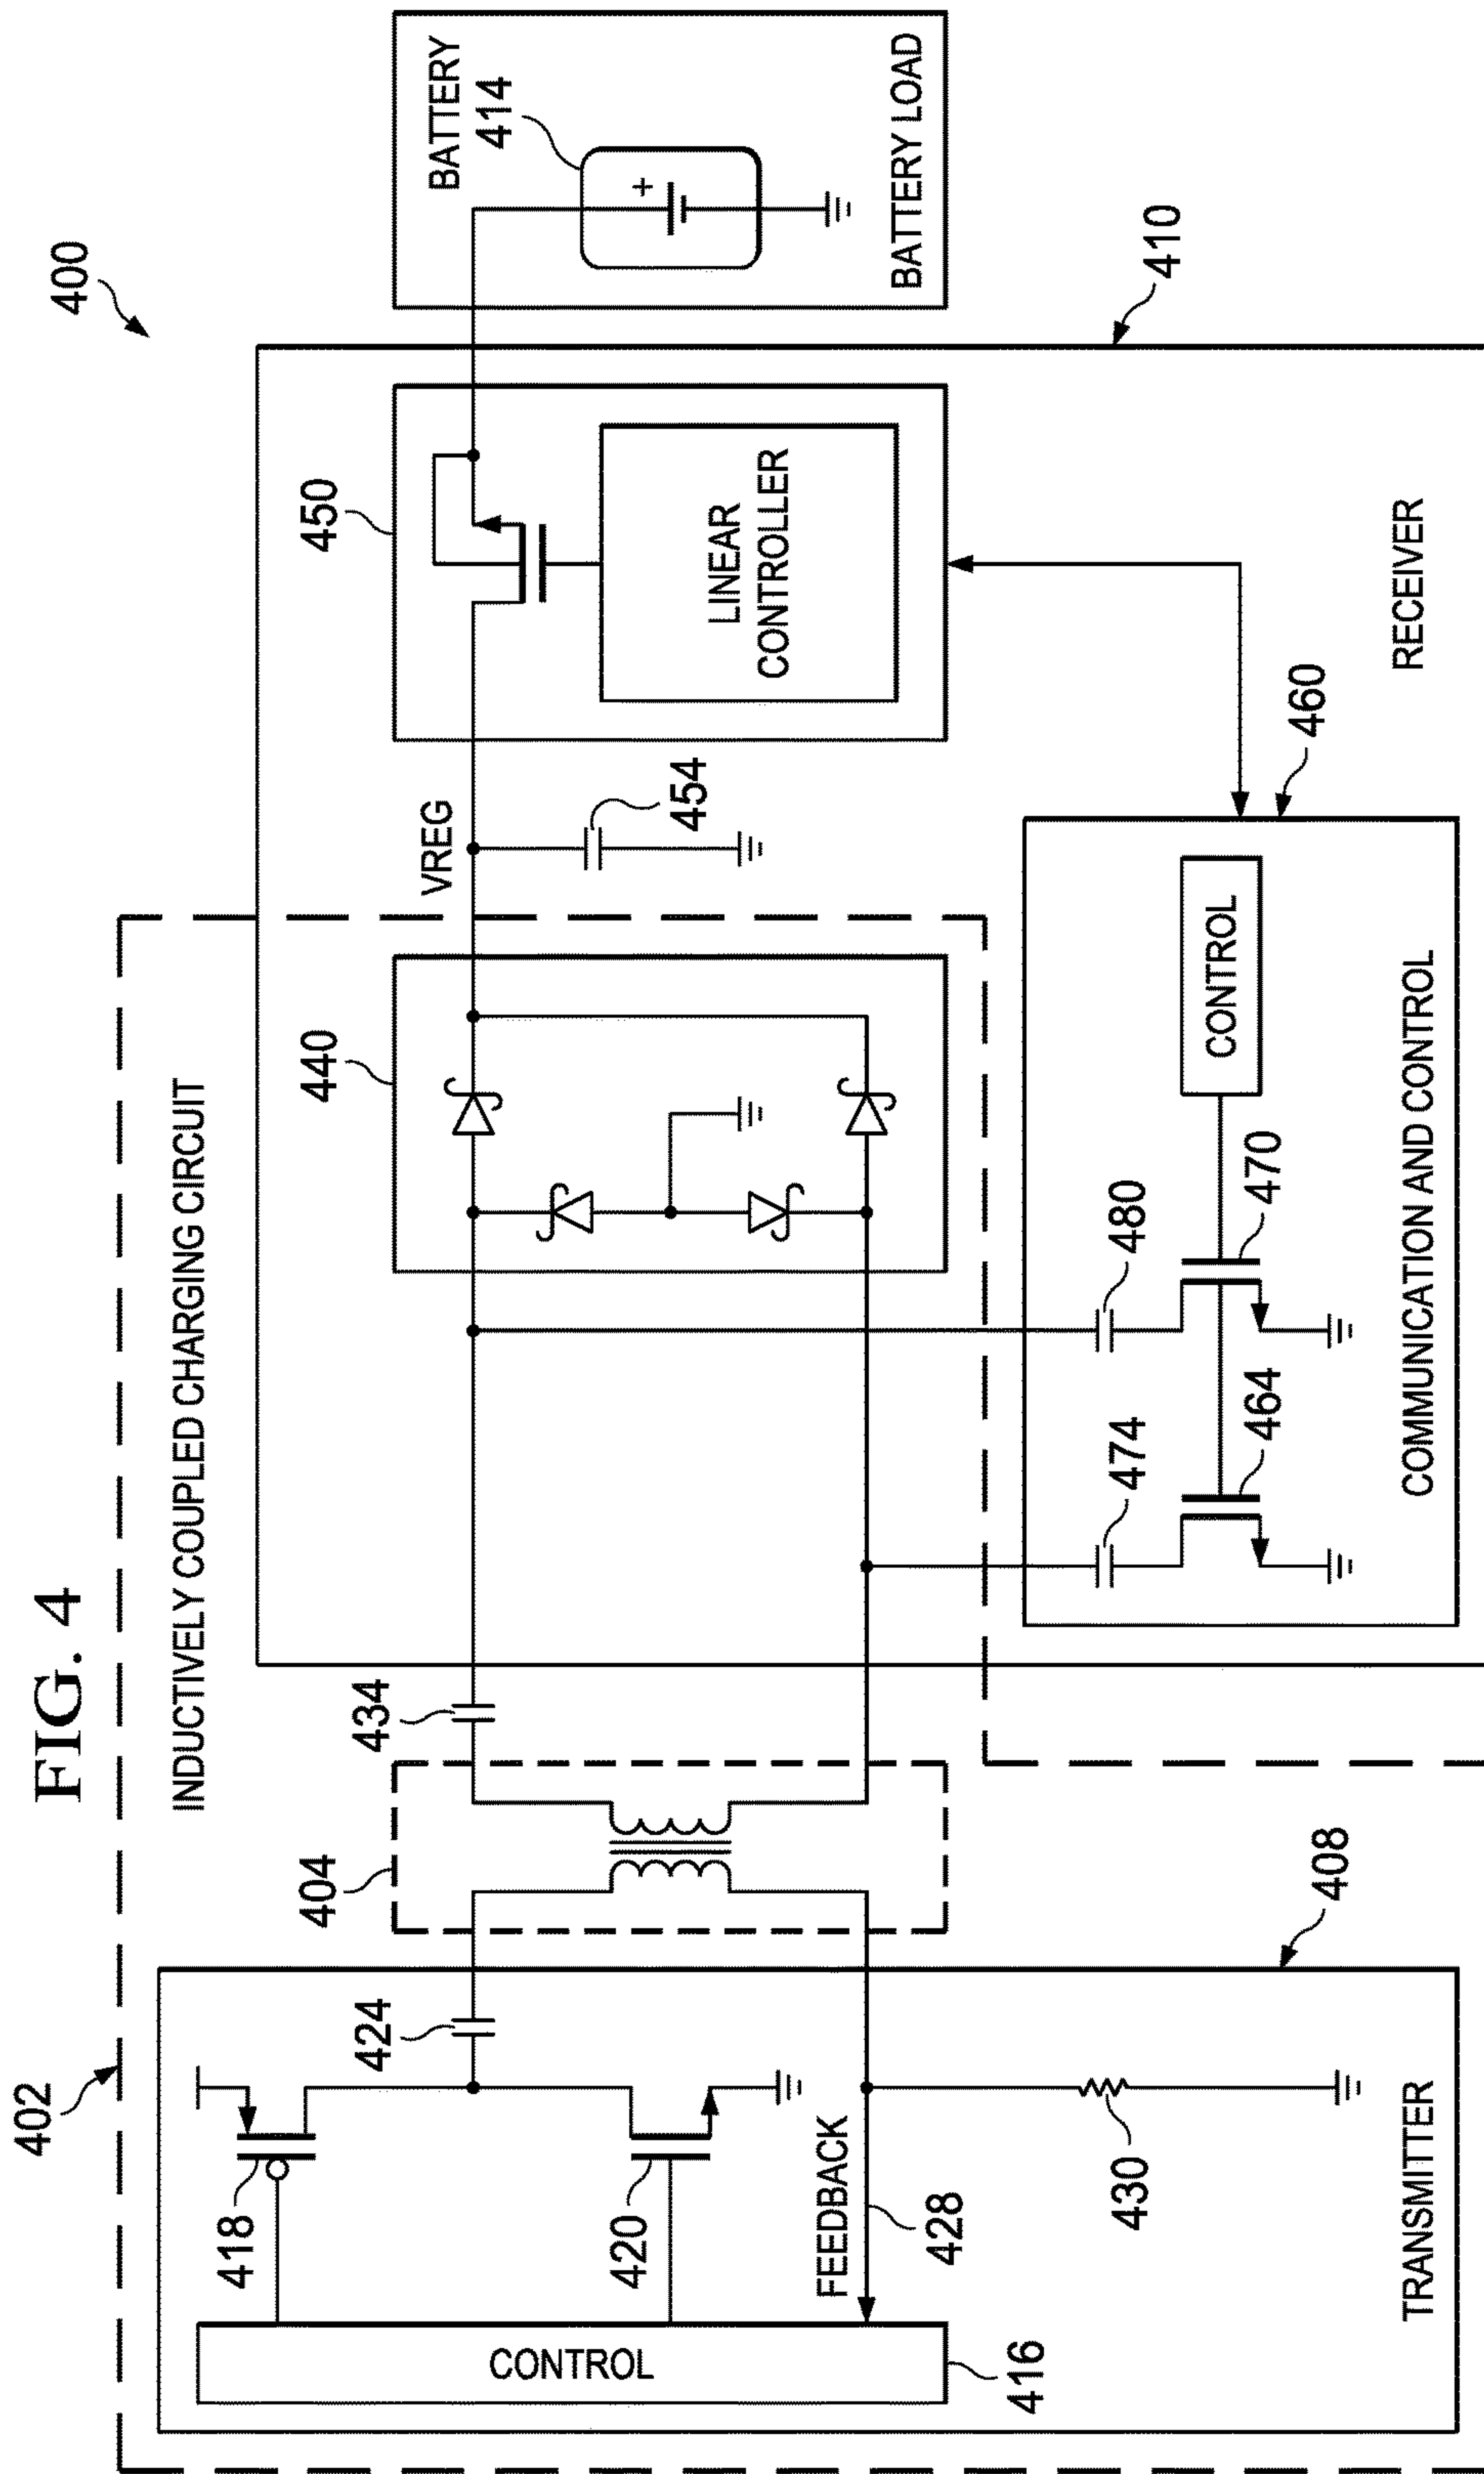 FIG. 4
400
402
INDUCTIVELY COUPLED CHARGING CIRCUIT
418
420
424
FEEDBACK
428
430
CONTROL
416
TRANSMITTER
408
404
434
440
VREG
454
450
LINEAR
CONTROLLER
BATTERY
414
BATTERY LOAD
+
410
RECEIVER
460
CONTROL
480
470
474
464
COMMUNICATION AND CONTROL